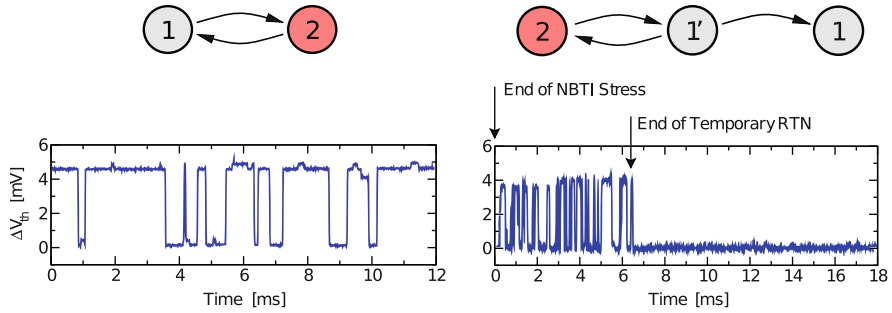 1 2
2 1' 1
End of NBTI Stress
End of Temporary RTN
ΔVth [mV]
6
4
2
0
0 2 4 6 8 10 12
Time [ms]
6
4
2
0
0 2 4 6 8 10 12 14 16 18
Time [ms]